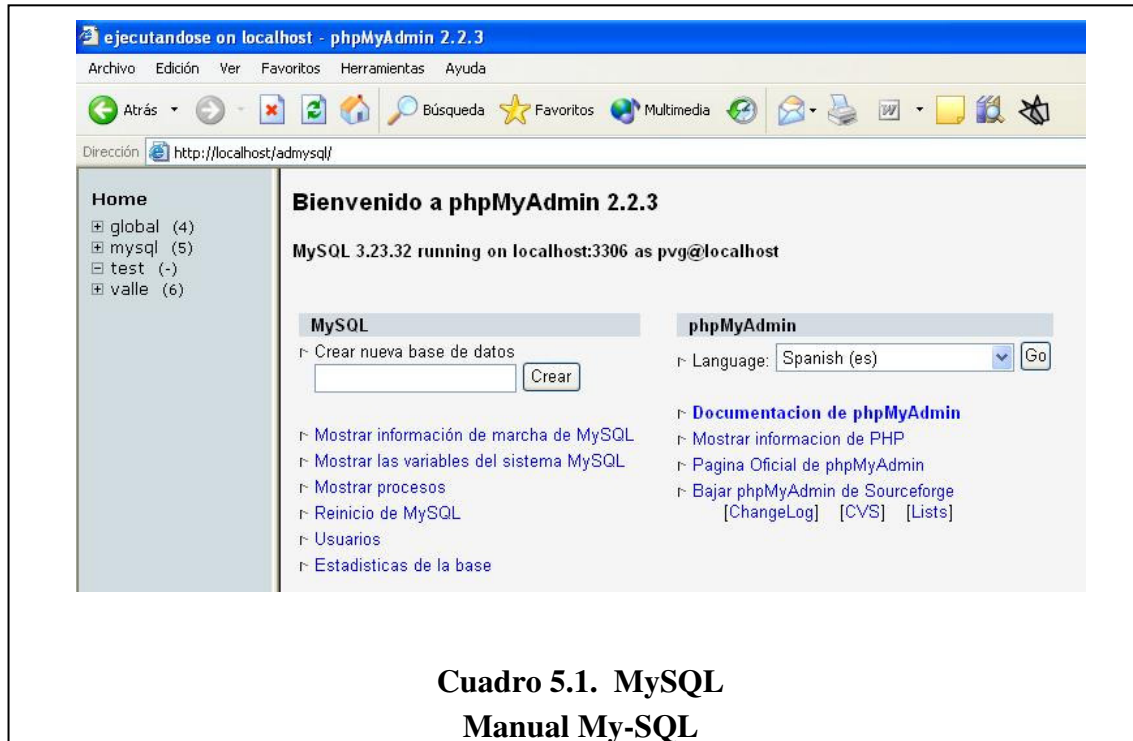 ejecutandose on localhost - phpMyAdmin 2.2.3
Archivo Edición Ver Favoritos Herramientas Ayuda
Atrás Búsqueda Favoritos Multimedia
Dirección http://localhost/admysql/
Home
global (4)
mysql (5)
test (-)
valle (6)
Bienvenido a phpMyAdmin 2.2.3
MySQL 3.23.32 running on localhost:3306 as pvg@localhost
MySQL
Crear nueva base de datos
Crear
Mostrar información de marcha de MySQL
Mostrar las variables del sistema MySQL
Mostrar procesos
Reinicio de MySQL
Usuarios
Estadisticas de la base
phpMyAdmin
Language: Spanish (es) Go
Documentacion de phpMyAdmin
Mostrar informacion de PHP
Pagina Oficial de phpMyAdmin
Bajar phpMyAdmin de Sourceforge
[ChangeLog] [CVS] [Lists]
Cuadro 5.1. MySQL
Manual My-SQL